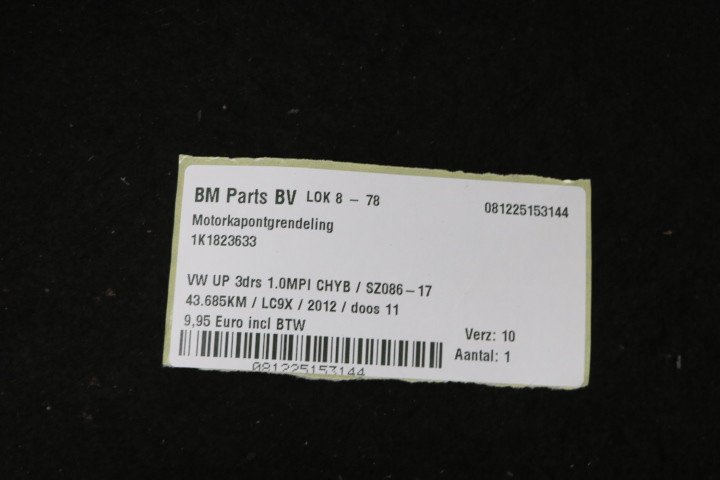 BM Parts BV LOK 8 - 78
081225153144
Motorkapontgrendeling
1K1823633
VW UP 3drs 1.0MPI CHYB / SZ086-17
43.685KM / LC9X / 2012 / doos 11
9,95 Euro incl BTW
Verz: 10
Aantal: 1
081225153144